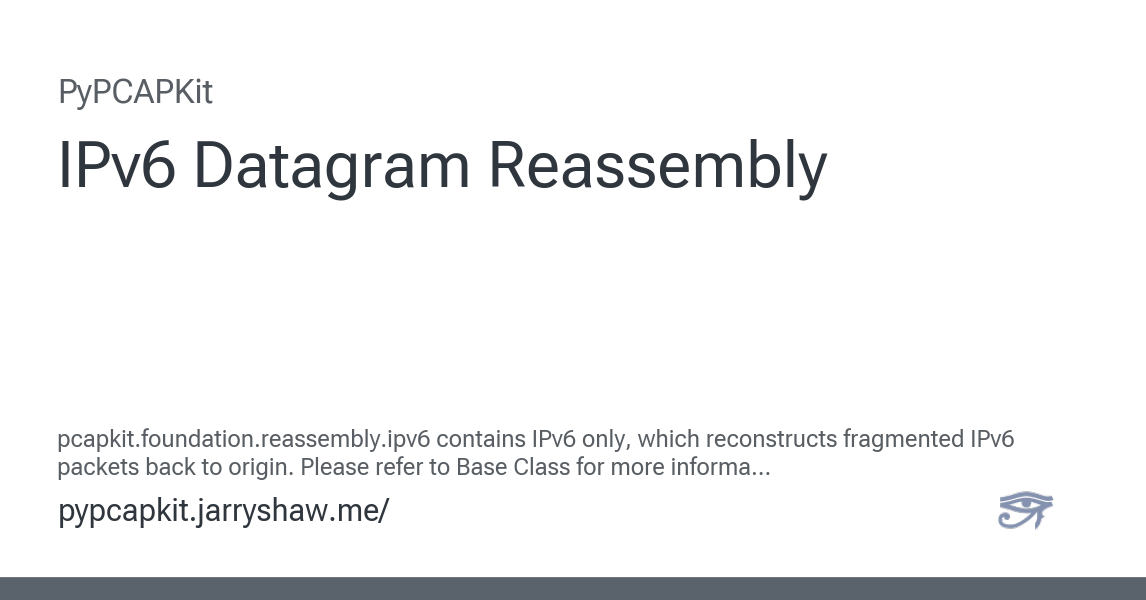 PyPCAPKit
IPv6 Datagram Reassembly
pcapkit.foundation.reassembly.ipv6 contains IPv6 only, which reconstructs fragmented IPv6
packets back to origin. Please refer to Base Class for more informa...
pypcapkit.jarryshaw.me/